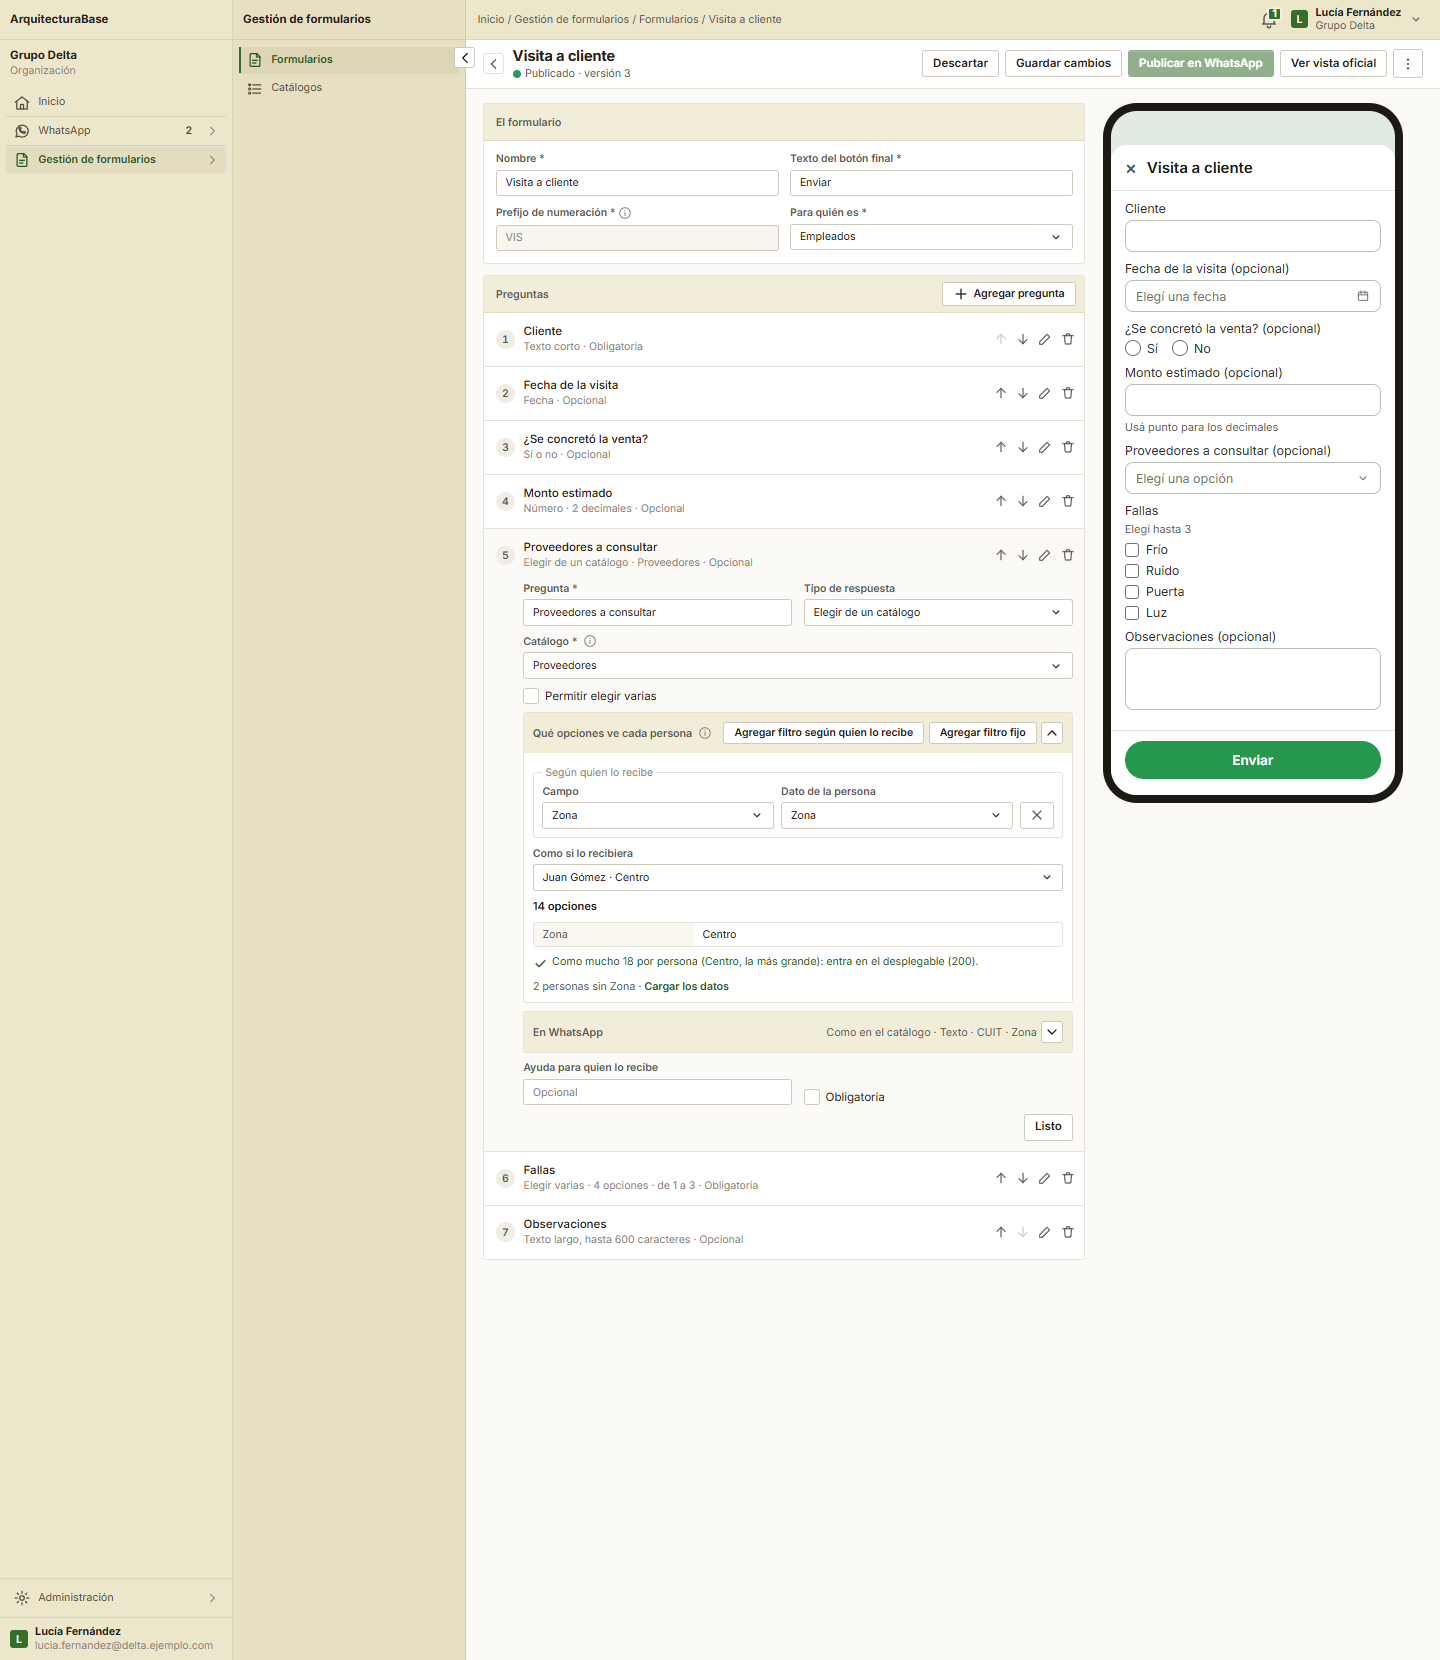 ArquitecturaBase
Grupo Delta
Organización
Inicio
WhatsApp 2
Gestión de formularios
Administración
L
Lucía Fernández
lucia.fernandez@delta.ejemplo.com
Gestión de formularios
Formularios
Catálogos
Inicio / Gestión de formularios / Formularios / Visita a cliente
1
L
Lucía Fernández
Grupo Delta
Visita a cliente
Publicado · versión 3
Descartar
Guardar cambios
Publicar en WhatsApp
Ver vista oficial
El formulario
Nombre *
Visita a cliente
Texto del botón final *
Enviar
Prefijo de numeración *
VIS
Para quién es *
Empleados
Preguntas
Agregar pregunta
1
Cliente
Texto corto · Obligatoria
2
Fecha de la visita
Fecha · Opcional
3
¿Se concretó la venta?
Sí o no · Opcional
4
Monto estimado
Número · 2 decimales · Opcional
5
Proveedores a consultar
Elegir de un catálogo · Proveedores · Opcional
Pregunta *
Proveedores a consultar
Tipo de respuesta
Elegir de un catálogo
Catálogo *
Proveedores
Permitir elegir varias
Qué opciones ve cada persona
Agregar filtro según quien lo recibe
Agregar filtro fijo
Según quien lo recibe
Campo
Zona
Dato de la persona
Zona
Como si lo recibiera
Juan Gómez · Centro
14 opciones
Zona Centro
Como mucho 18 por persona (Centro, la más grande): entra en el desplegable (200).
2 personas sin Zona · Cargar los datos
En WhatsApp
Como en el catálogo · Texto · CUIT · Zona
Ayuda para quien lo recibe
Opcional
Obligatoria
Listo
6
Fallas
Elegir varias · 4 opciones · de 1 a 3 · Obligatoria
7
Observaciones
Texto largo, hasta 600 caracteres · Opcional
Visita a cliente
Cliente
Fecha de la visita (opcional)
Elegí una fecha
¿Se concretó la venta? (opcional)
Sí No
Monto estimado (opcional)
Usá punto para los decimales
Proveedores a consultar (opcional)
Elegí una opción
Fallas
Elegí hasta 3
Frío
Ruido
Puerta
Luz
Observaciones (opcional)
Enviar